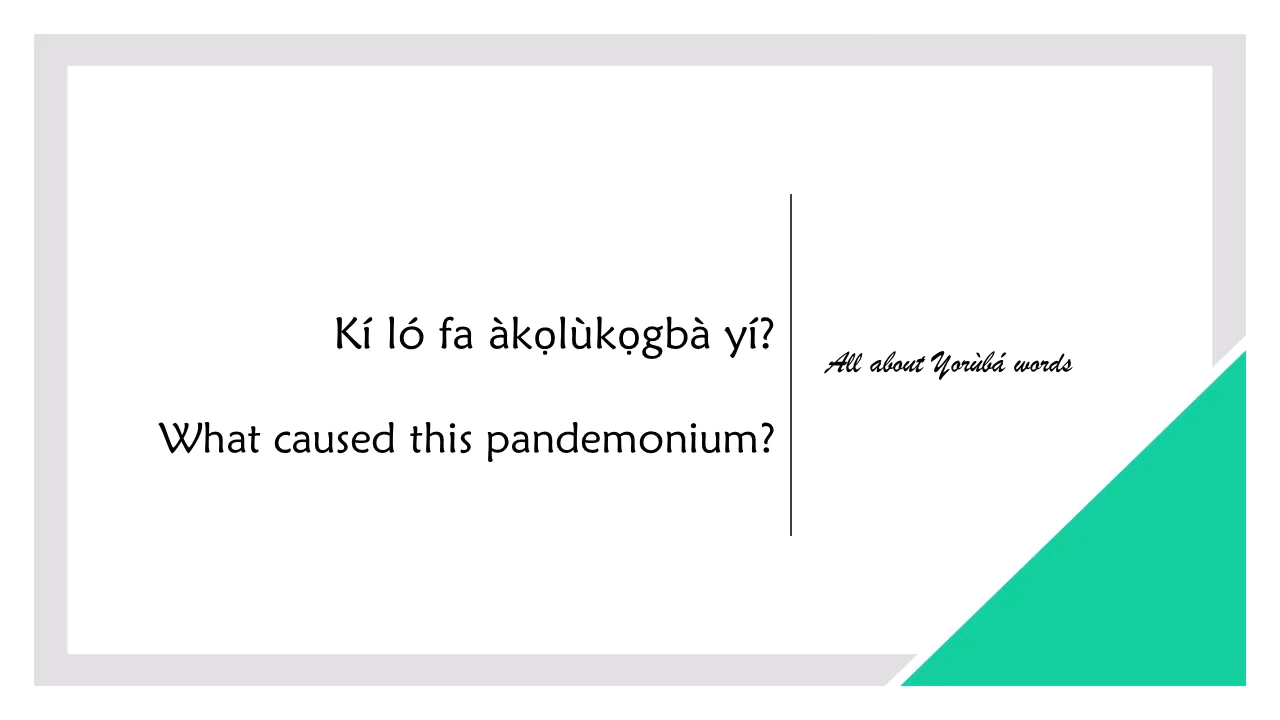 Kí ló fa àkọlùkọgbà yí?
What caused this pandemonium?
All about Yorùbá words